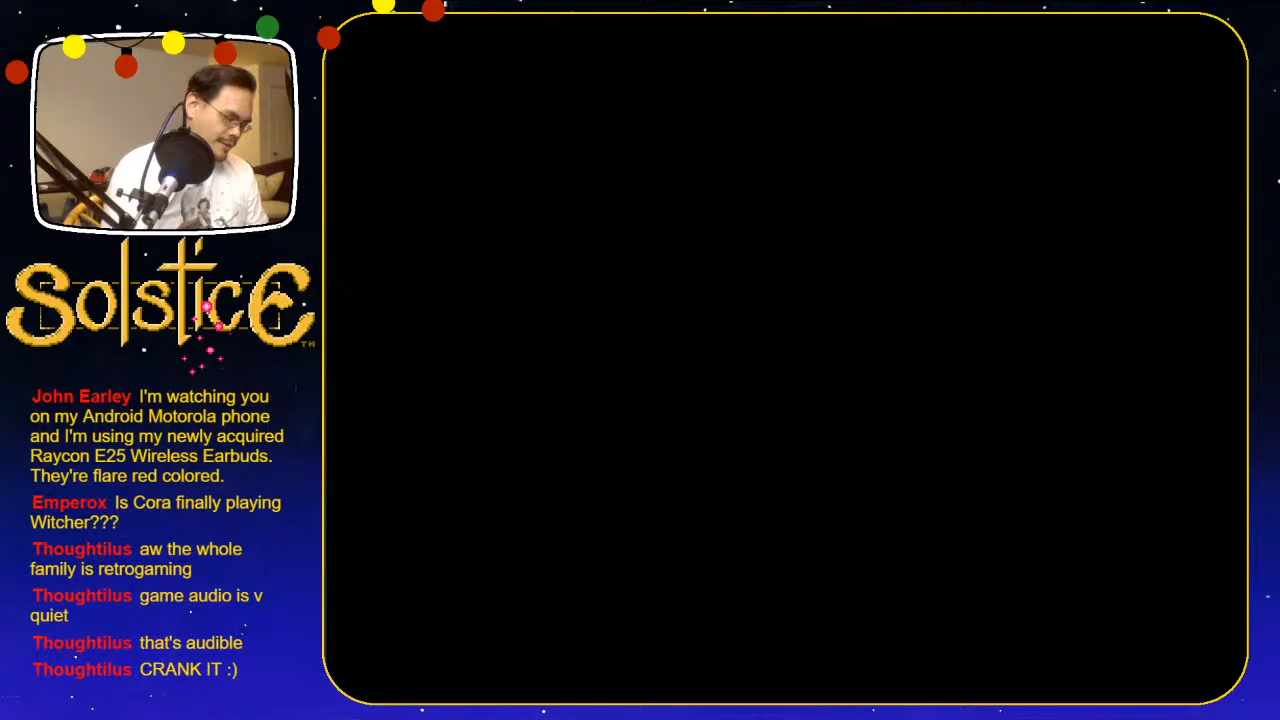 Solstice
TM
John Earley I'm watching you
on my Android Motorola phone
and I'm using my newly acquired
Raycon E25 Wireless Earbuds.
They're flare red colored.
Emperox Is Cora finally playing
Witcher???
Thoughtilus aw the whole
family is retrogaming
Thoughtilus game audio is v
quiet
Thoughtilus that's audible
Thoughtilus CRANK IT :)